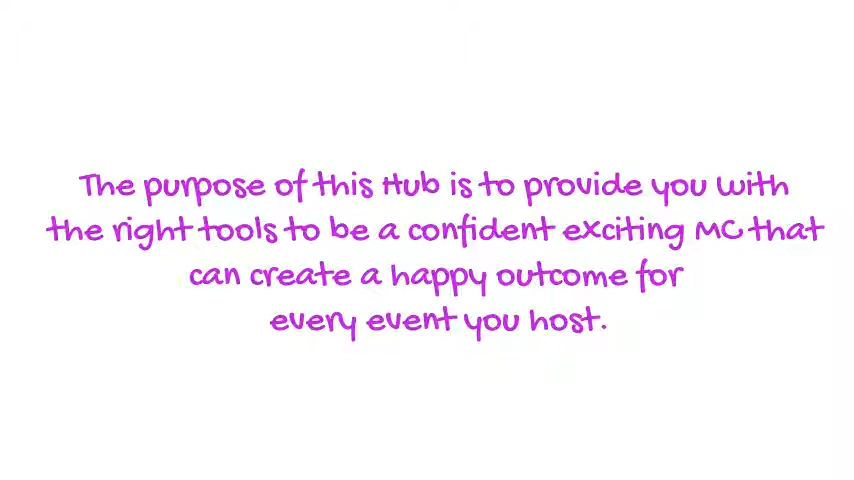 The purpose of this Hub is to provide you with
the right tools to be a confident exciting MC that
can create a happy outcome for
every event you host.